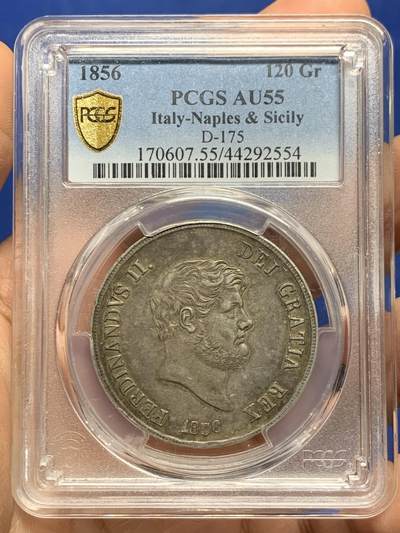 1856 120 Gr
PCGS AU55
PCGS
Italy-Naples & Sicily
D-175
170607.55/44292554
FERDINANDVS II. DEI GRATIA REX
1856
PCGS